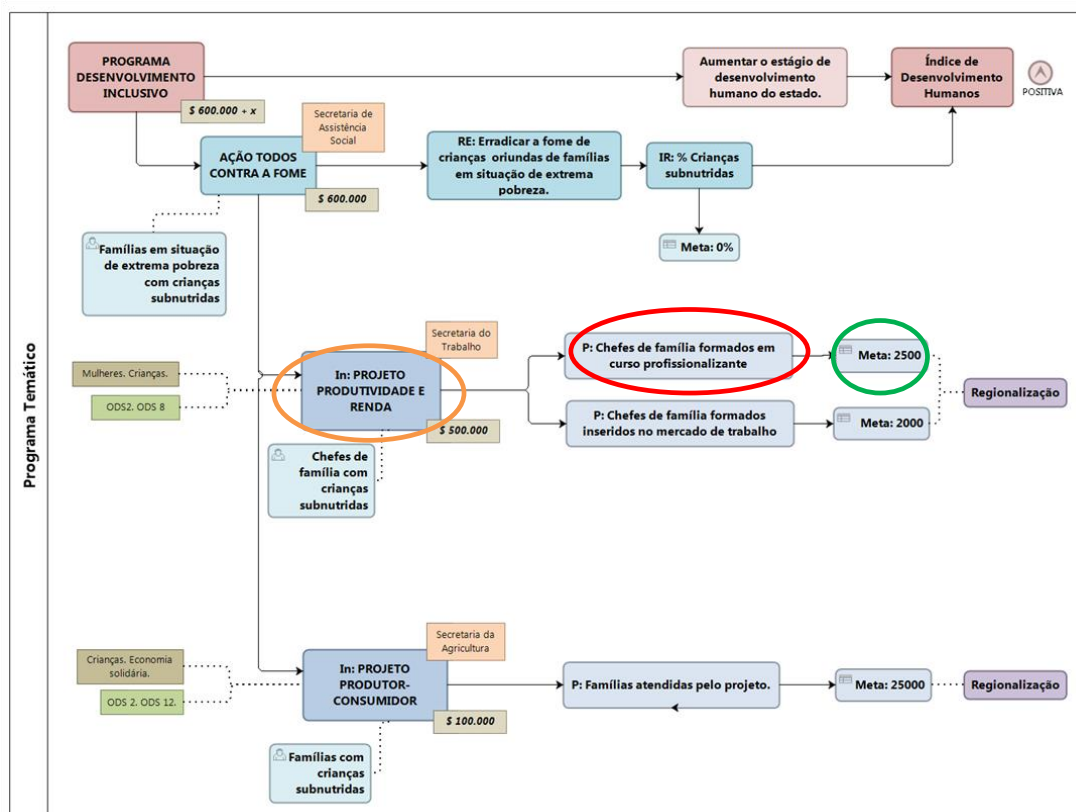 Programa Temático
PROGRAMA
DESENVOLVIMENTO
INCLUSIVO
$ 600.000 + x
Aumentar o estágio de
desenvolvimento
humano do estado.
Índice de
Desenvolvimento
Humanos
POSITIVA
Secretaria de
Assistência
Social
AÇÃO TODOS
CONTRA A FOME
$ 600.000
RE: Erradicar a fome de
crianças oriundas de famílias
em situação de extrema
pobreza.
IR: % Crianças
subnutridas
Meta: 0%
Famílias em situação
de extrema pobreza
com crianças
subnutridas
Secretaria do
Trabalho
Mulheres. Crianças.
ODS2. ODS 8
In: PROJETO
PRODUTIVIDADE E
RENDA
$ 500.000
Chefes de
família com
crianças
subnutridas
P: Chefes de família formados em
curso profissionalizante
Meta: 2500
P: Chefes de família formados
inseridos no mercado de trabalho
Meta: 2000
Regionalização
Secretaria da
Agricultura
Crianças. Economia
solidária.
ODS 2. ODS 12.
In: PROJETO
PRODUTOR-
CONSUMIDOR
$ 100.000
Famílias com
crianças
subnutridas
P: Famílias atendidas pelo projeto.
Meta: 25000
Regionalização